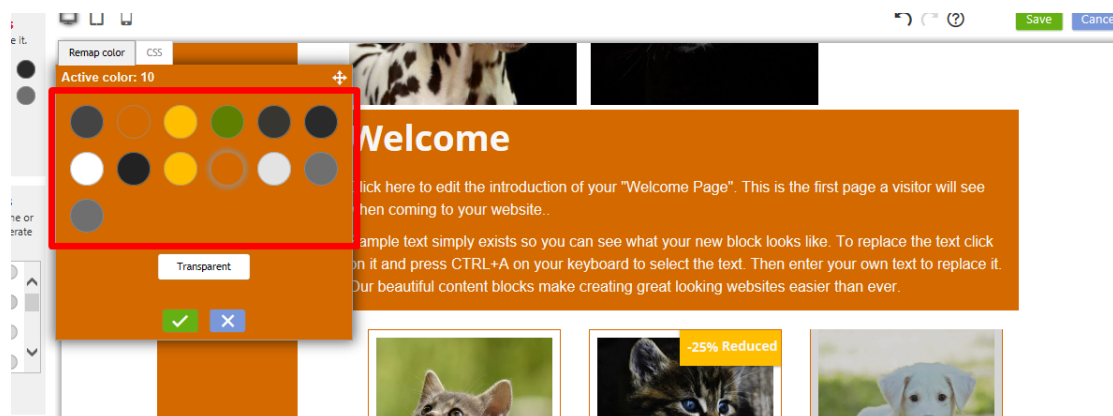 s
Save
Cance
e it.
Remap color
CSS
Active color: 10
Welcome
lick here to edit the introduction of your "Welcome Page". This is the first page a visitor will see
hen coming to your website..
ample text simply exists so you can see what your new block looks like. To replace the text click
on it and press CTRL+A on your keyboard to select the text. Then enter your own text to replace it.
Our beautiful content blocks make creating great looking websites easier than ever.
s
ne or
erate
Transparent
-25% Reduced